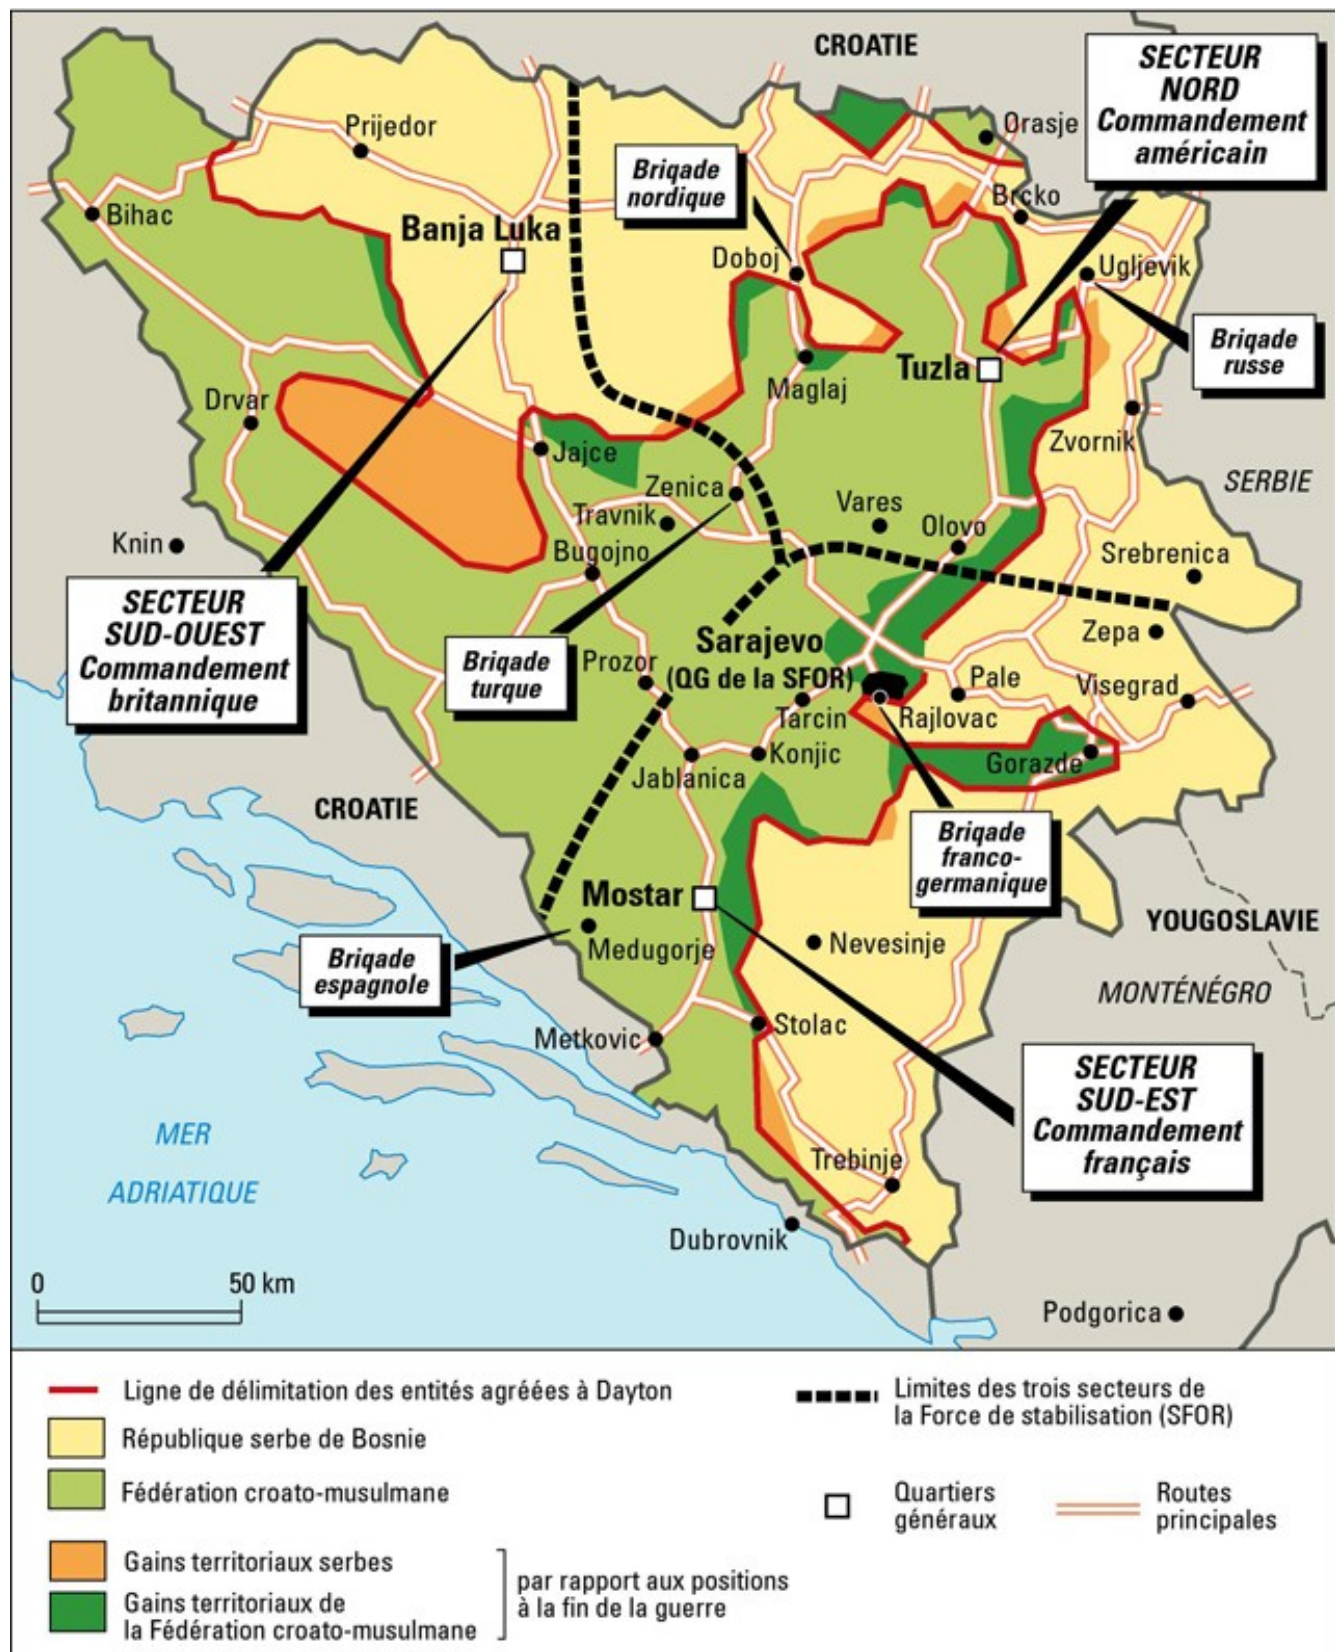 CROATIE
SECTEUR
NORD
Commandement
américain
Prijedor
Orasje
Briqade
nordique
Brcko
Bihac
Banja Luka
Doboj
Ugljevik
Briqade
russe
Tuzla
Maglaj
Drvar
Zvornik
Jajce
SERBIE
Zenica
Vares
Travnik
Olovo
Knin
Bugojno
Srebrenica
SECTEUR
SUD-OUEST
Commandement
britannique
Zepa
Sarajevo
(QG de la SFOR)
Briqade
turque
Prozor
Pale
Visegrad
Tarcin
Rajlovac
Konjic
Jablanica
Gorazde
CROATIE
Briqade
franco-
germanique
Mostar
YOUGOSLAVIE
Medugorje
Nevesinje
Briqade
espagnole
MONTÉNÉGRO
Metkovic
Stolac
SECTEUR
SUD-EST
Commandement
français
MER
ADRIATIQUE
Trebinje
Dubrovnik
0 50 km
Podgorica
Ligne de délimitation des entités agréées à Dayton
République serbe de Bosnie
Fédération croato-musulmane
Gains territoriaux serbes
Gains territoriaux de
la Fédération croato-musulmane
par rapport aux positions
à la fin de la guerre
Limites des trois secteurs de
la Force de stabilisation (SFOR)
Quartiers
généraux
Routes
principales